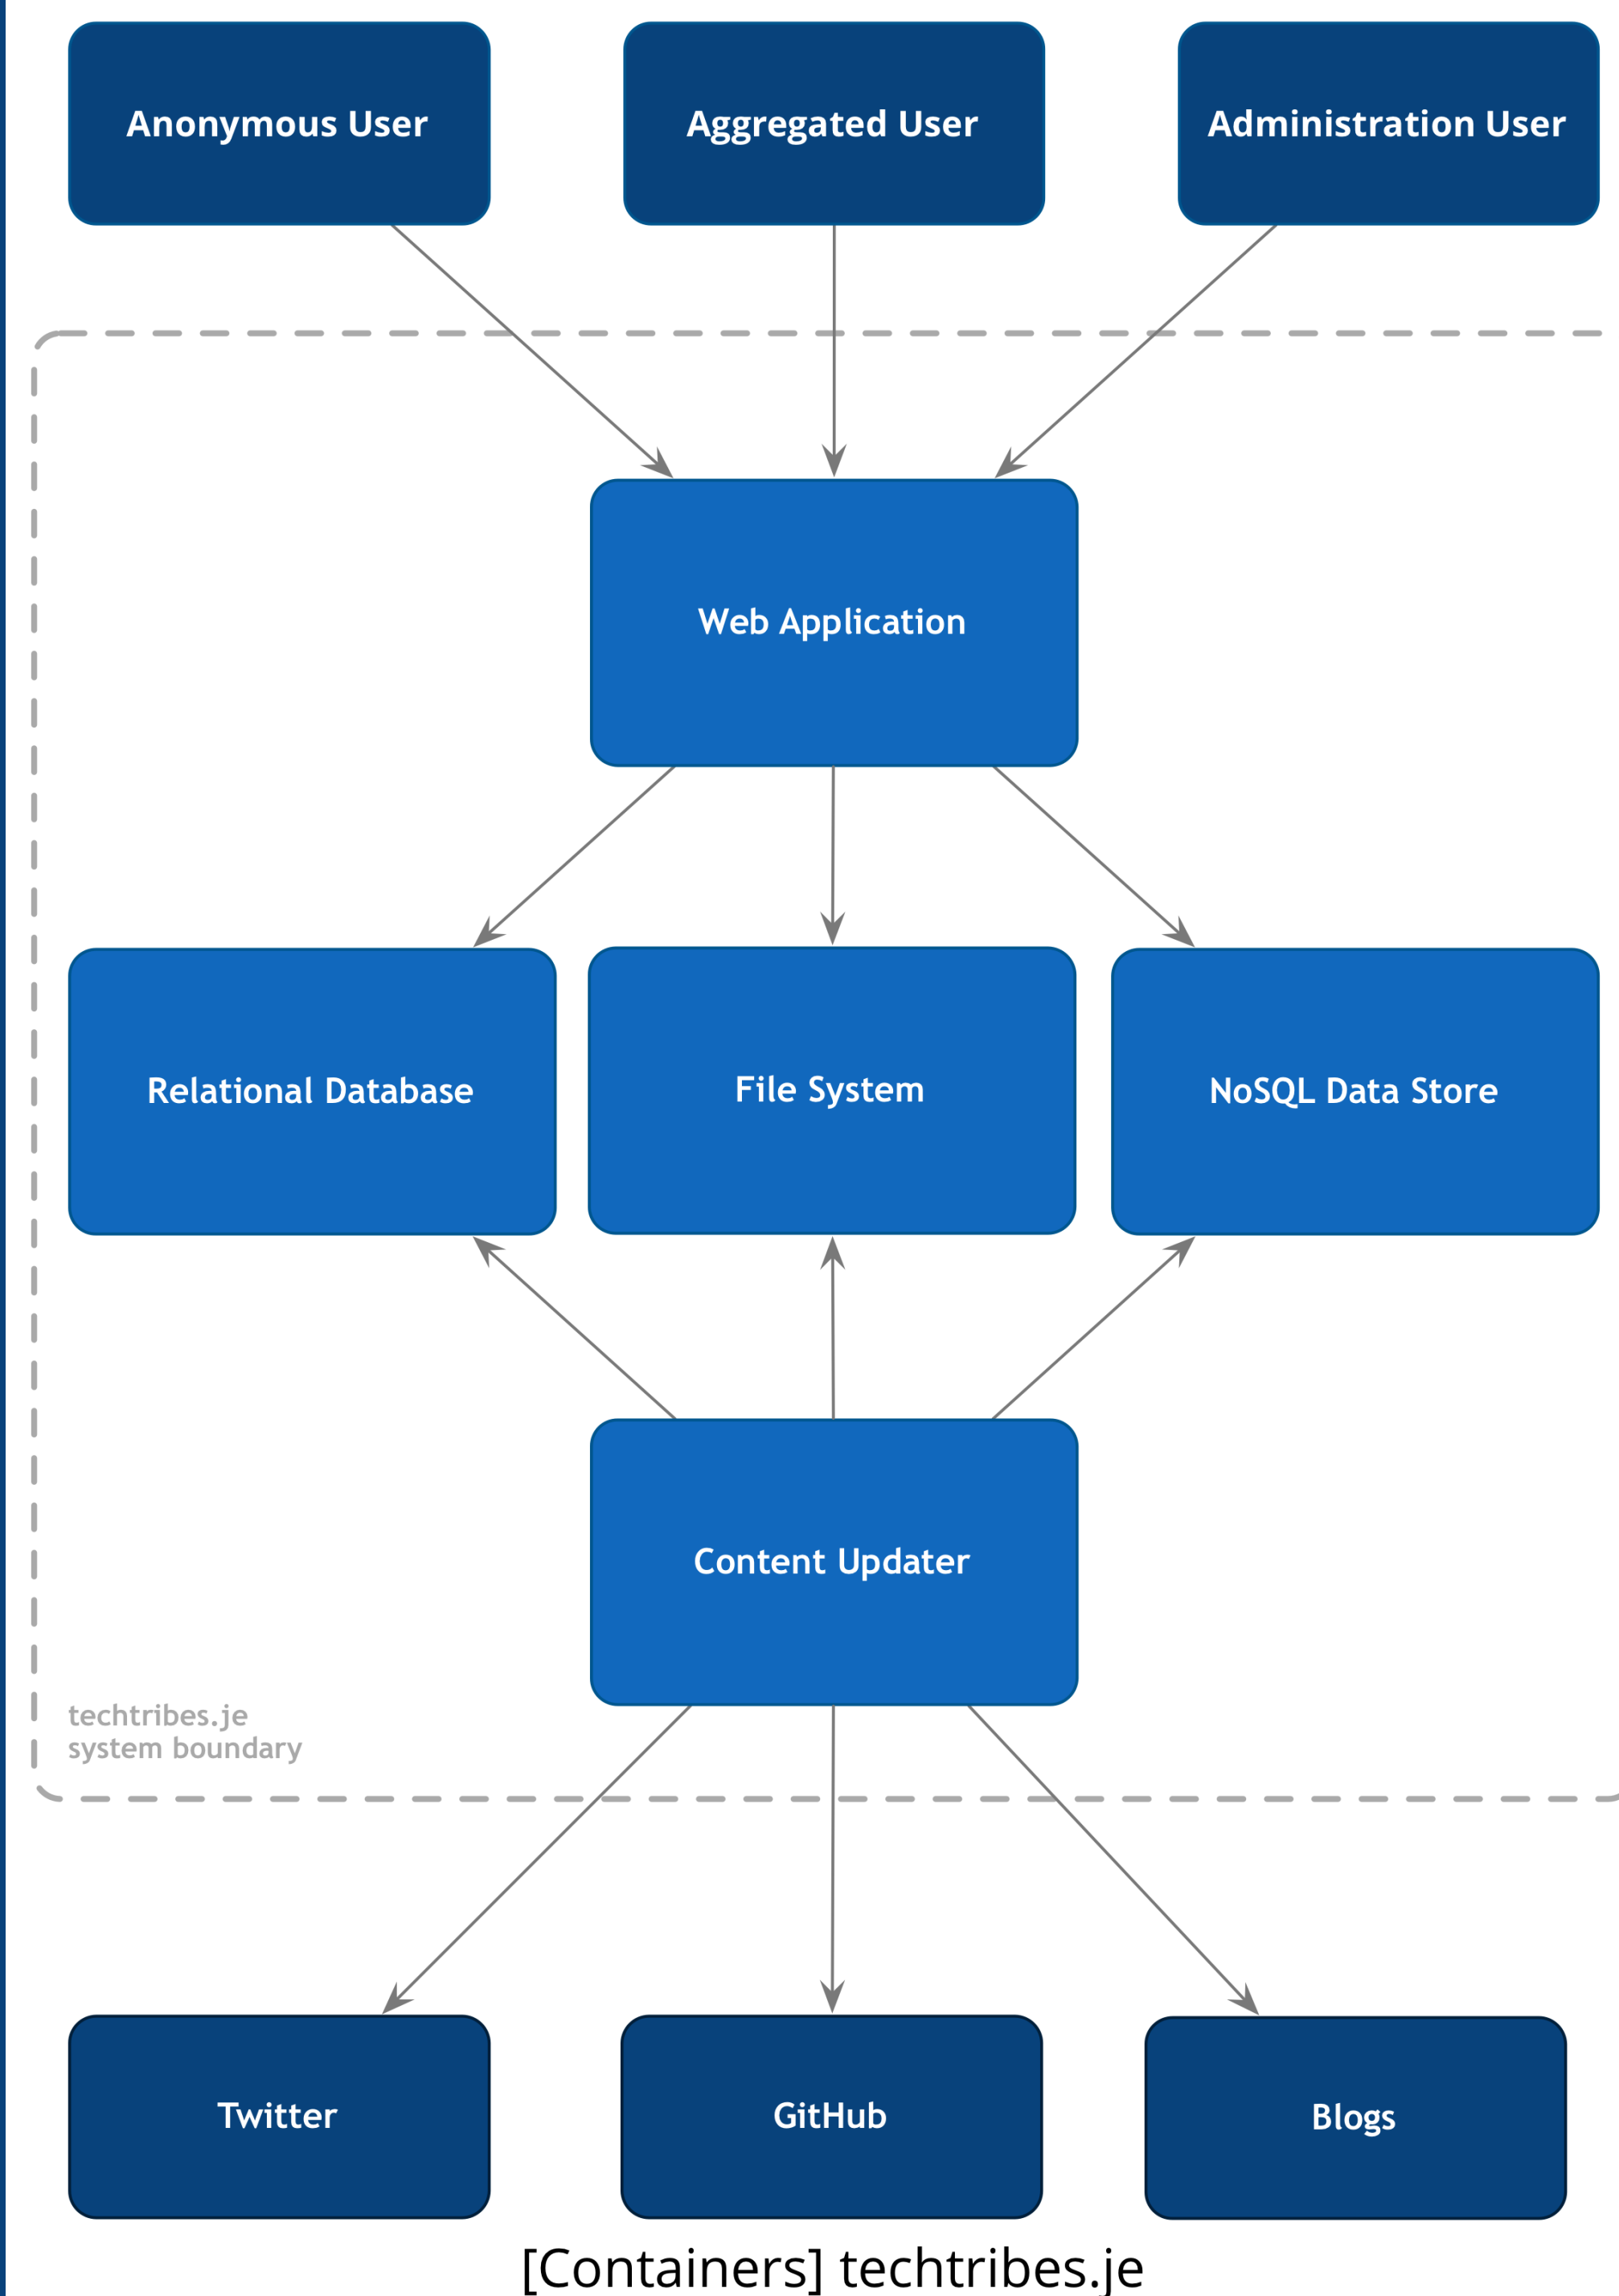 Anonymous User
Aggregated User
Administration User
Web Application
Relational Database
File System
NoSQL Data Store
Content Updater
techtribes.je
system boundary
Twitter
GitHub
Blogs
[Containers] techtribes.je